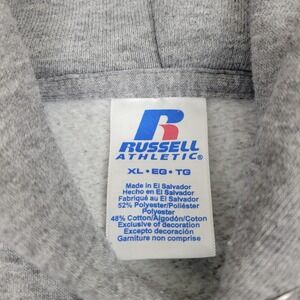 RUSSELL
ATHLETIC®
XL • EG • TG
Made in El Salvador
Hecho en El Salvador
Fabriqué au El Salvador
52% Polyester/Poliéster
Polyester
48% Cotton/Algodón/Coton
Exclusive of decoration
Excepto decoración
Garniture non comprise